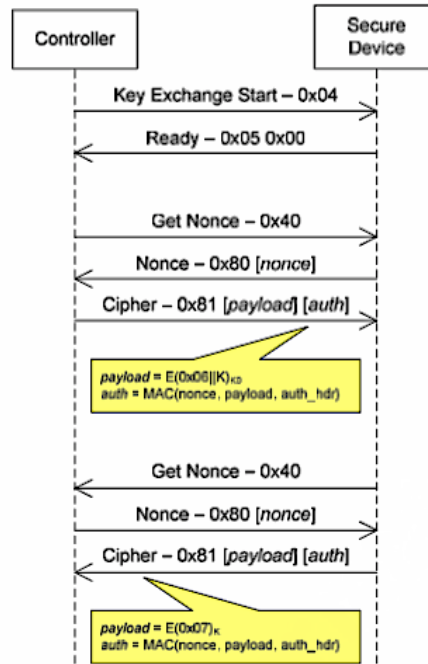 Controller
Secure
Device
Key Exchange Start – 0x04
Ready – 0x05 0x00
Get Nonce – 0x40
Nonce – 0x80 [nonce]
Cipher – 0x81 [payload] [auth]
payload = E(0x06||K)KD
auth = MAC(nonce, payload, auth_hdr)
Get Nonce – 0x40
Nonce – 0x80 [nonce]
Cipher – 0x81 [payload] [auth]
payload = E(0x07)K
auth = MAC(nonce, payload, auth_hdr)